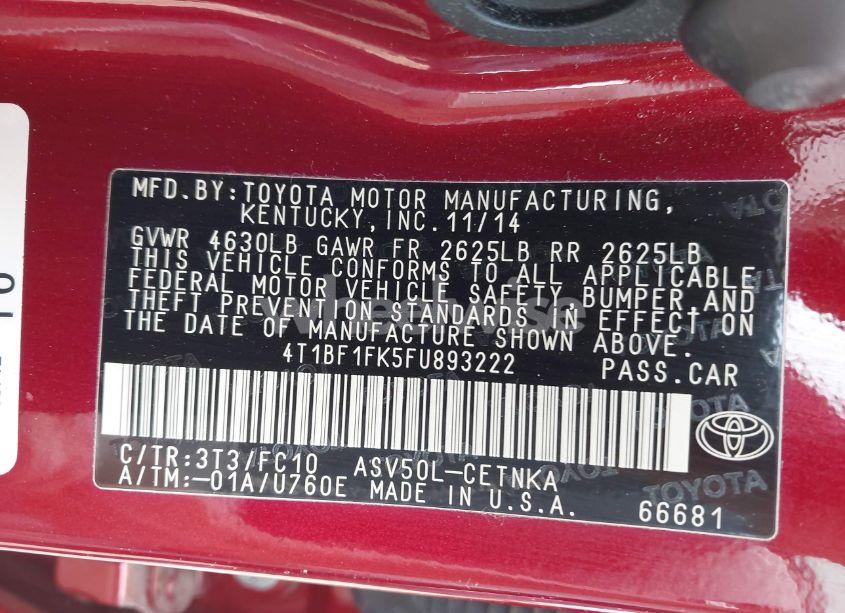 MFD.BY:TOYOTA MOTOR MANUFACTURING,
KENTUCKY,INC.11/14
GVWR 4630LB GAWR FR 2625LB RR 2625LB
THIS VEHICLE CONFORMS TO ALL APPLICABLE
FEDERAL MOTOR VEHICLE SAFETY,BUMPER,AND
THEFT PREVENTION STANDARDS IN EFFECT ON
THE DATE OF MANUFACTURE SHOWN ABOVE.
4T1BF1FK5FU893222 PASS.CAR
TOYOTA
C/TR:3T3/FC10 ASV50L-CETNKA
A/TM:-01A/U760E MADE IN U.S.A.
TOYOTA
66681